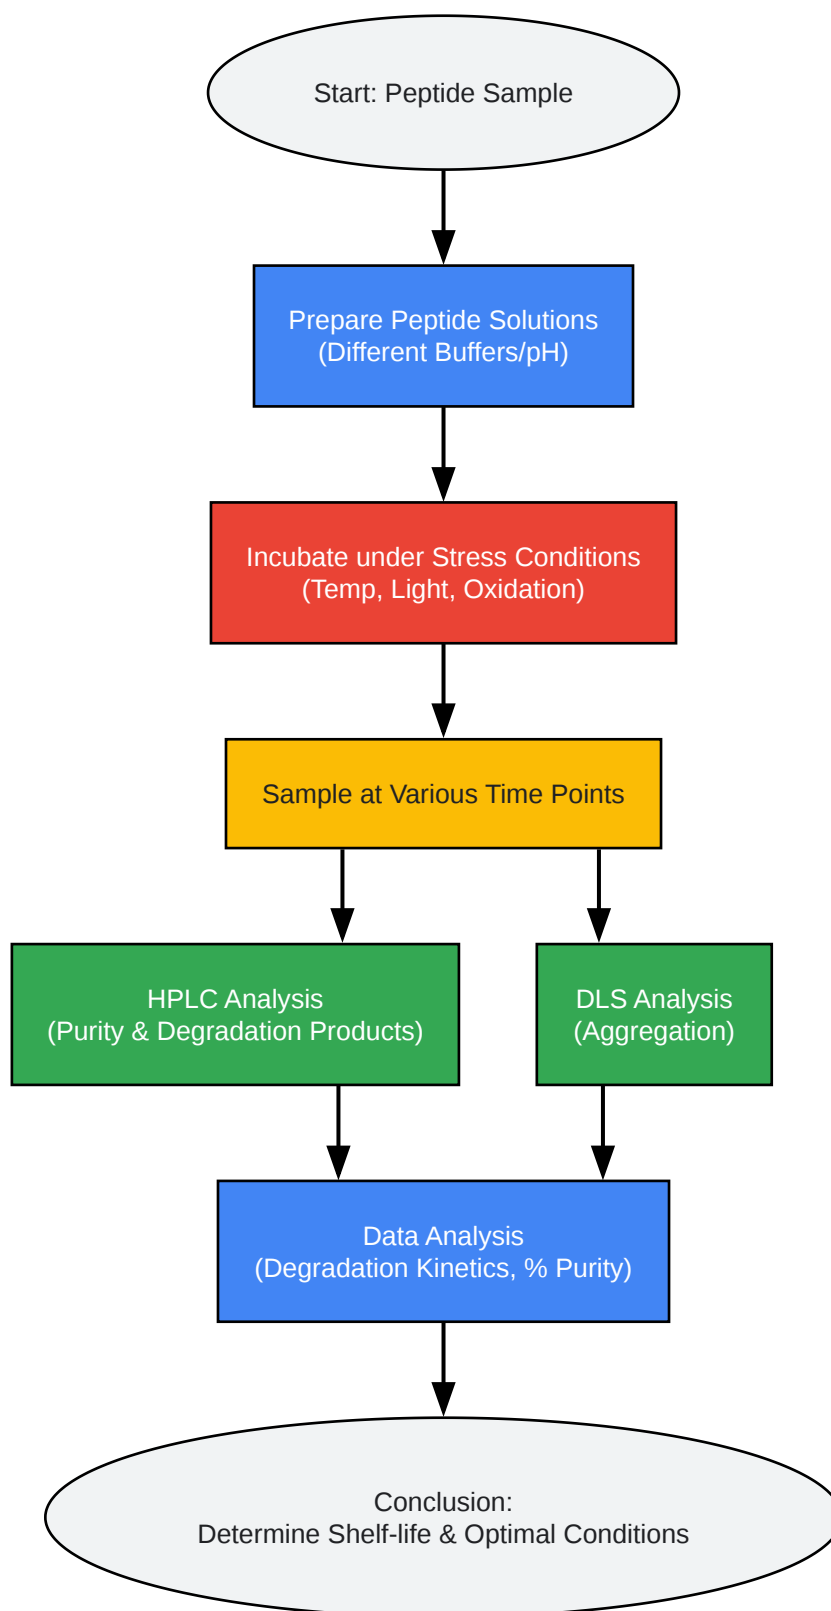 Start: Peptide Sample
Prepare Peptide Solutions
(Different Buffers/pH)
Incubate under Stress Conditions
(Temp, Light, Oxidation)
Sample at Various Time Points
HPLC Analysis
(Purity & Degradation Products)
DLS Analysis
(Aggregation)
Data Analysis
(Degradation Kinetics, % Purity)
Conclusion:
Determine Shelf-life & Optimal Conditions